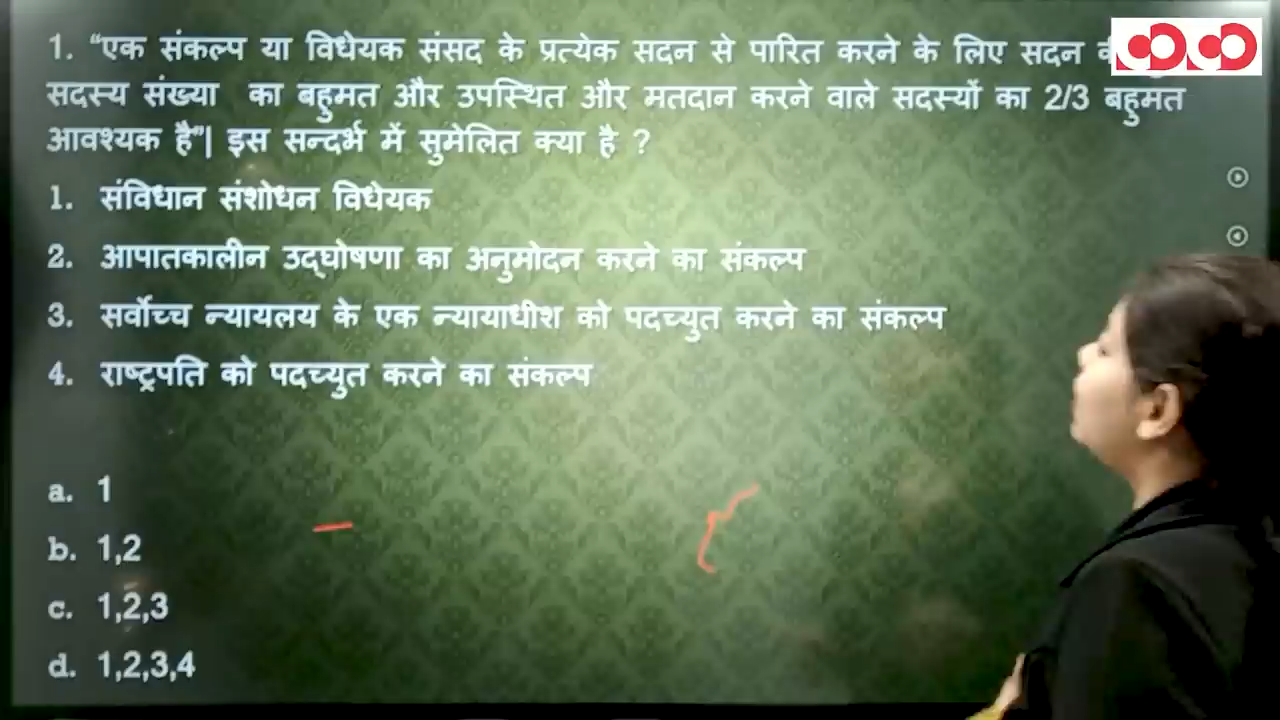 1. “एक संकल्प या विधेयक संसद के प्रत्येक सदन से पारित करने के लिए सदन
सदस्य संख्या का बहुमत और उपस्थित और मतदान करने वाले सदस्यों का 2/3 बहुमत
आवश्यक है”| इस सन्दर्भ में सुमेलित क्या है ?
1. संविधान संशोधन विधेयक
2. आपातकालीन उद्घोषणा का अनुमोदन करने का संकल्प
3. सर्वोच्च न्यायलय के एक न्यायाधीश को पदच्युत करने का संकल्प
4. राष्ट्रपति को पदच्युत करने का संकल्प
a. 1
b. 1,2
c. 1,2,3
d. 1,2,3,4